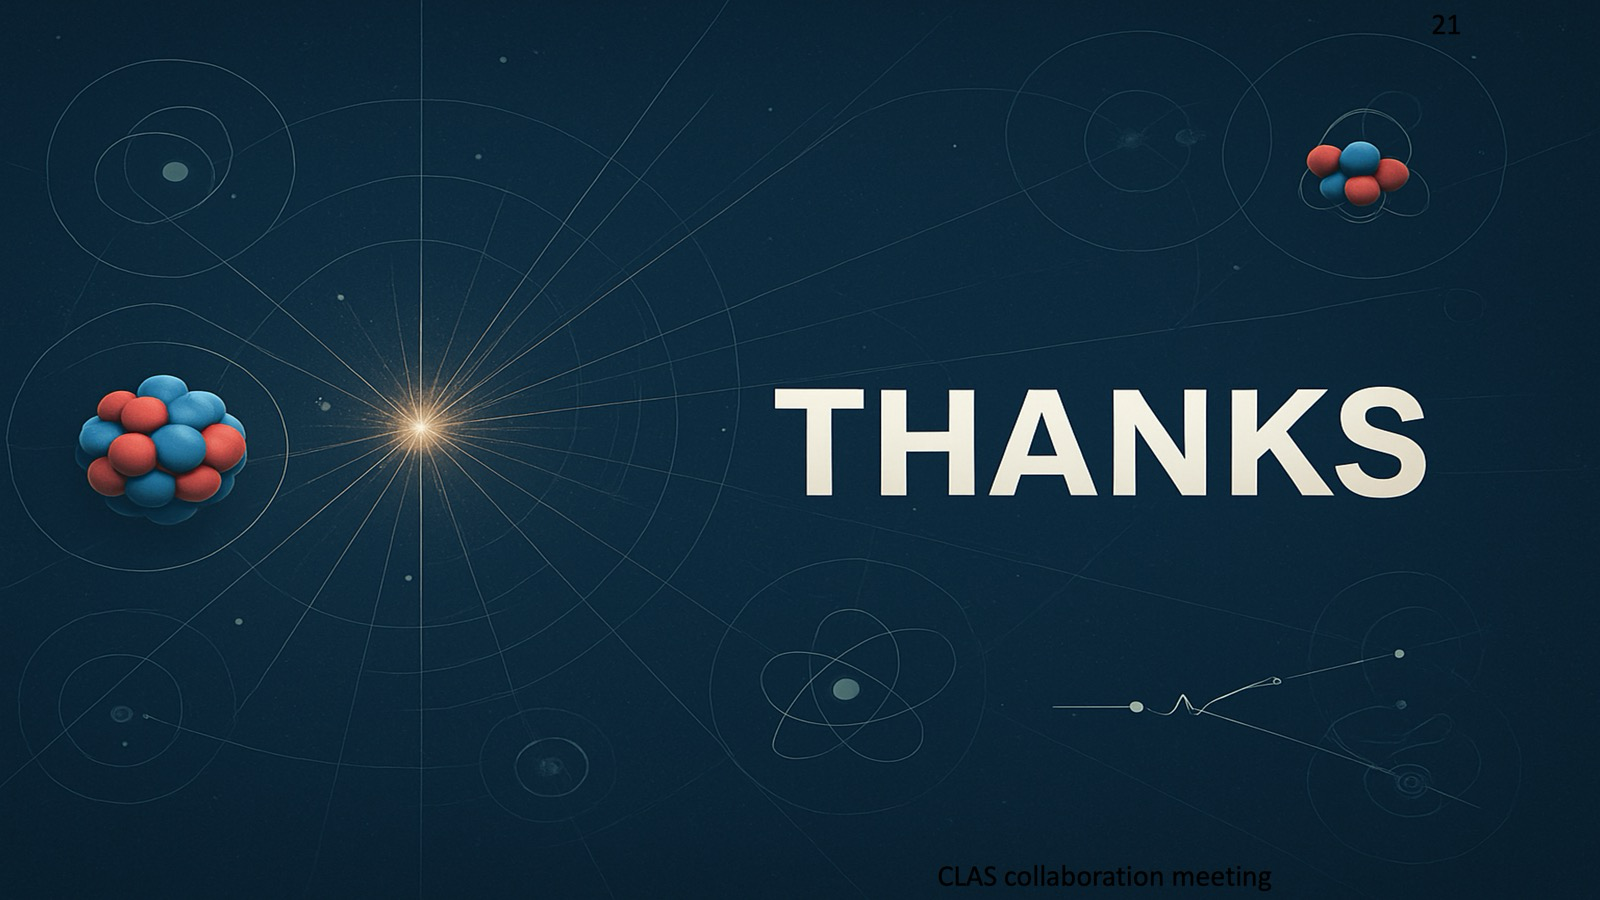 21
THANKS
CLAS collaboration meeting